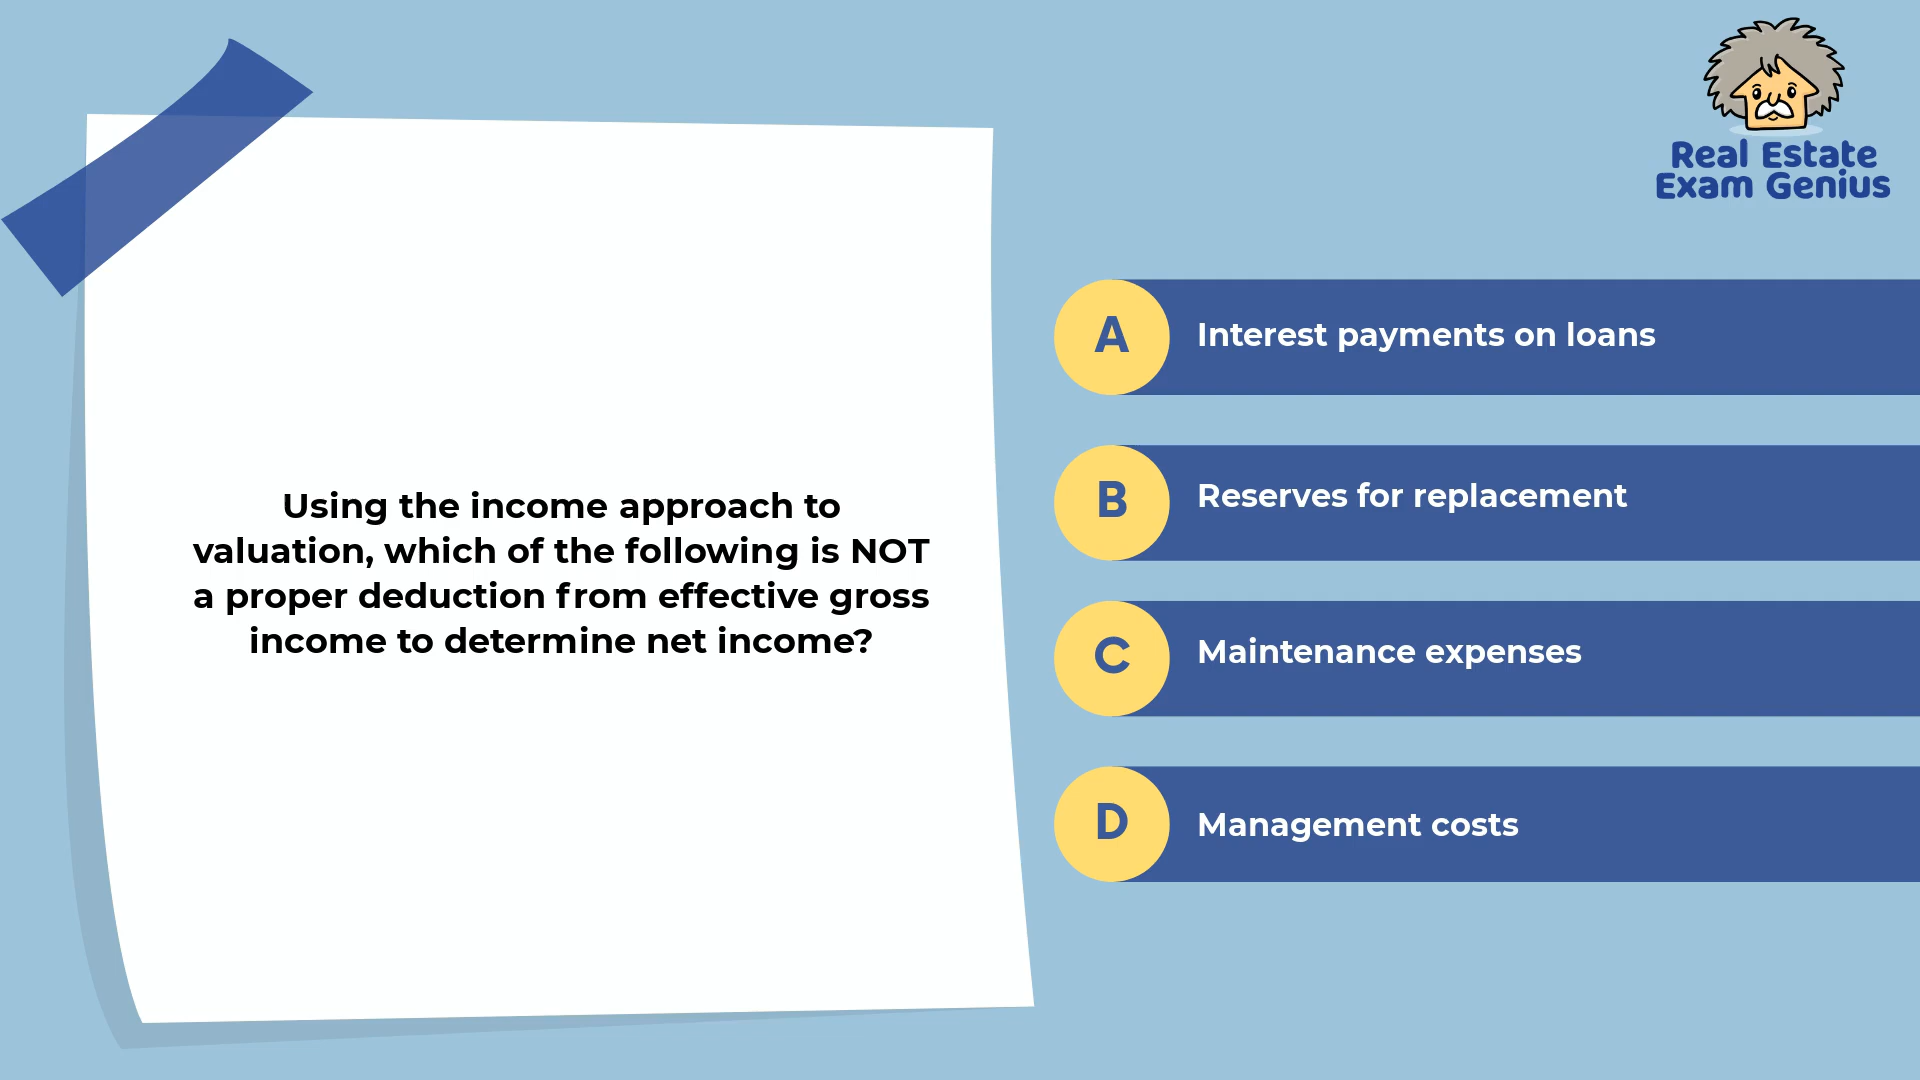 Real Estate
Exam Genius
Using the income approach to
valuation, which of the following is NOT
a proper deduction from effective gross
income to determine net income?
A Interest payments on loans
B Reserves for replacement
C Maintenance expenses
D Management costs